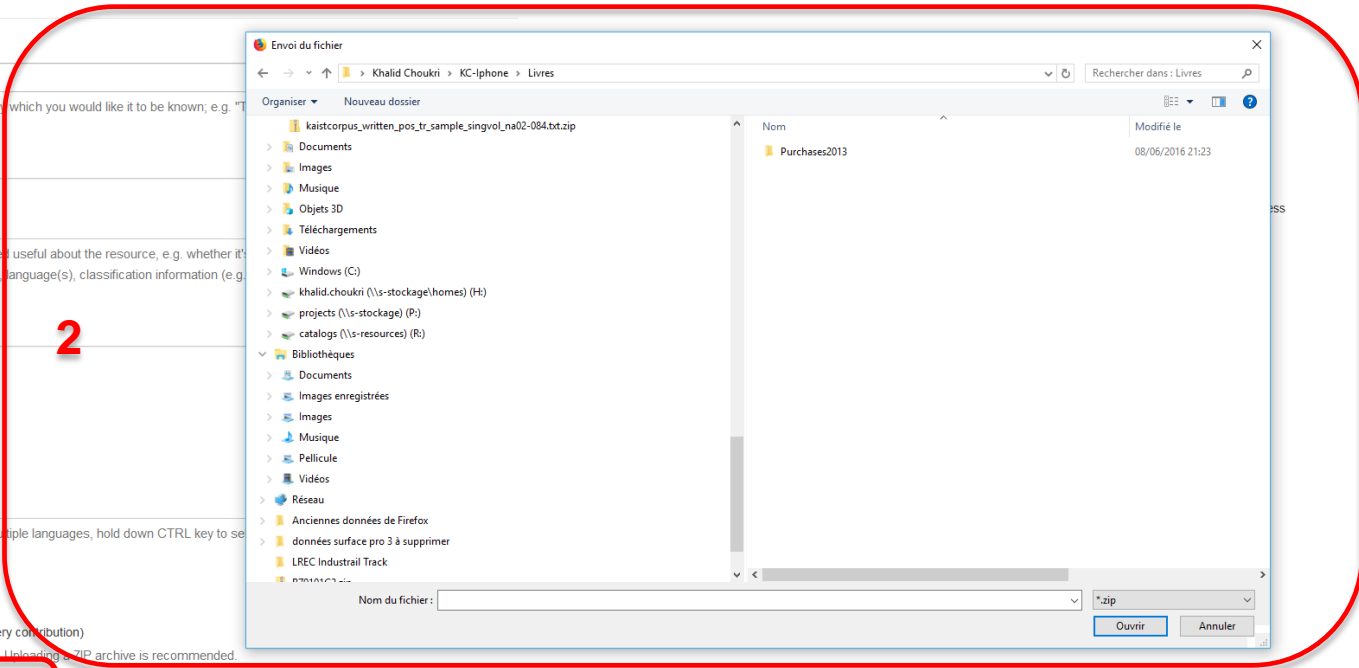 Envoi du fichier
Khalid Choukri > KC-Iphone > Livres
Rechercher dans : Livres
which you would like it to be known; e.g. "T
Organiser
Nouveau dossier
kaistcorpus_written_pos_tr_sample_singvol_na02-084.txt.zip
Nom
Modifié le
Documents
Purchases2013
08/06/2016 21:23
Images
Musique
Objets 3D
ess
Téléchargements
useful about the resource, e.g. whether it's
Vidéos
language(s), classification information (e.g.
Windows (C:)
khalid.choukri (\\s-stockage\homes) (H:)
projects (\\s-stockage) (P:)
2
catalogs (\\s-resources) (R:)
Bibliothèques
Documents
Images enregistrées
Images
Musique
Pellicule
Vidéos
Réseau
Anciennes données de Firefox
tiple languages, hold down CTRL key to se
données surface pro 3 à supprimer
LREC Industrail Track
Nom du fichier :
*.zip
Ouvrir
Annuler
ery contribution)
Uploading a ZIP archive is recommended.